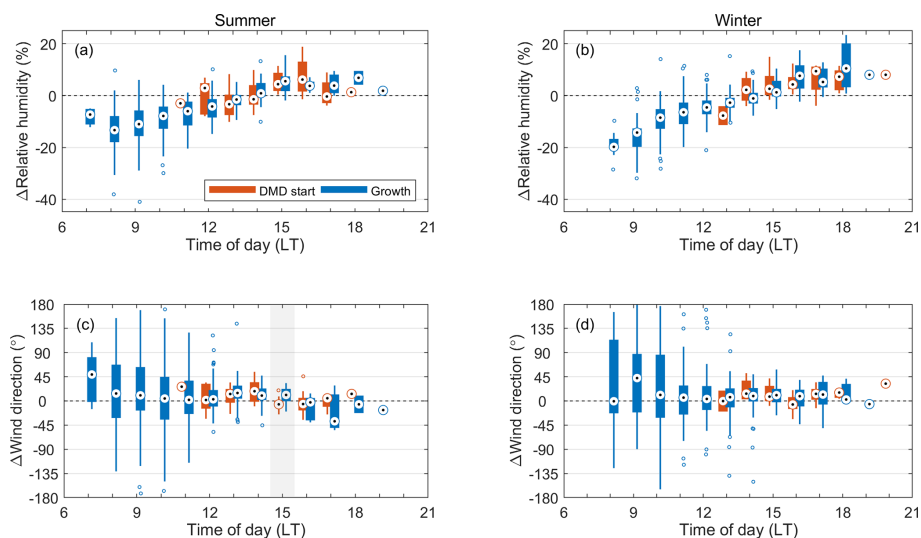 Summer
Winter
(a)
(b)
ΔRelative humidity (%)
20
0
-20
-40
DMD start
Growth
6 9 12 15 18 21
Time of day (LT)
ΔRelative humidity (%)
20
0
-20
-40
6 9 12 15 18 21
Time of day (LT)
(c)
(d)
ΔWind direction (°)
180
135
90
45
0
-45
-90
-135
-180
6 9 12 15 18 21
Time of day (LT)
ΔWind direction (°)
180
135
90
45
0
-45
-90
-135
-180
6 9 12 15 18 21
Time of day (LT)